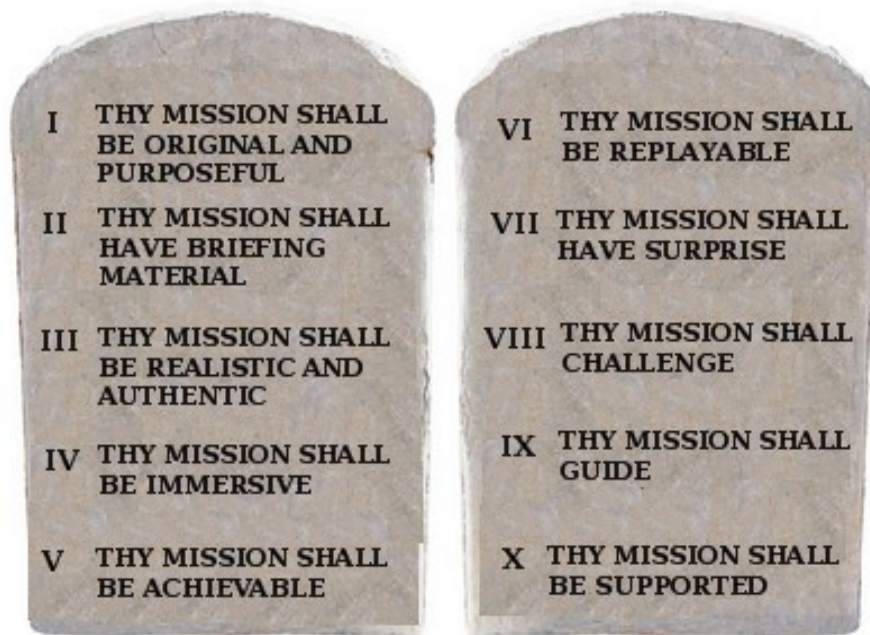 I THY MISSION SHALL
BE ORIGINAL AND
PURPOSEFUL
II THY MISSION SHALL
HAVE BRIEFING
MATERIAL
III THY MISSION SHALL
BE REALISTIC AND
AUTHENTIC
IV THY MISSION SHALL
BE IMMERSIVE
V THY MISSION SHALL
BE ACHIEVABLE
VI THY MISSION SHALL
BE REPLAYABLE
VII THY MISSION SHALL
HAVE SURPRISE
VIII THY MISSION SHALL
CHALLENGE
IX THY MISSION SHALL
GUIDE
X THY MISSION SHALL
BE SUPPORTED